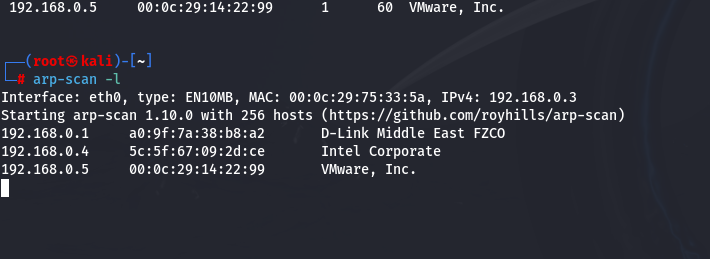 192.168.0.5 00:0c:29:14:22:99 1 60 VMware, Inc.
┌──(root㉿kali)-[~]
└─# arp-scan -l
Interface: eth0, type: EN10MB, MAC: 00:0c:29:75:33:5a, IPv4: 192.168.0.3
Starting arp-scan 1.10.0 with 256 hosts (https://github.com/royhills/arp-scan)
192.168.0.1 a0:9f:7a:38:b8:a2 D-Link Middle East FZCO
192.168.0.4 5c:5f:67:09:2d:ce Intel Corporate
192.168.0.5 00:0c:29:14:22:99 VMware, Inc.